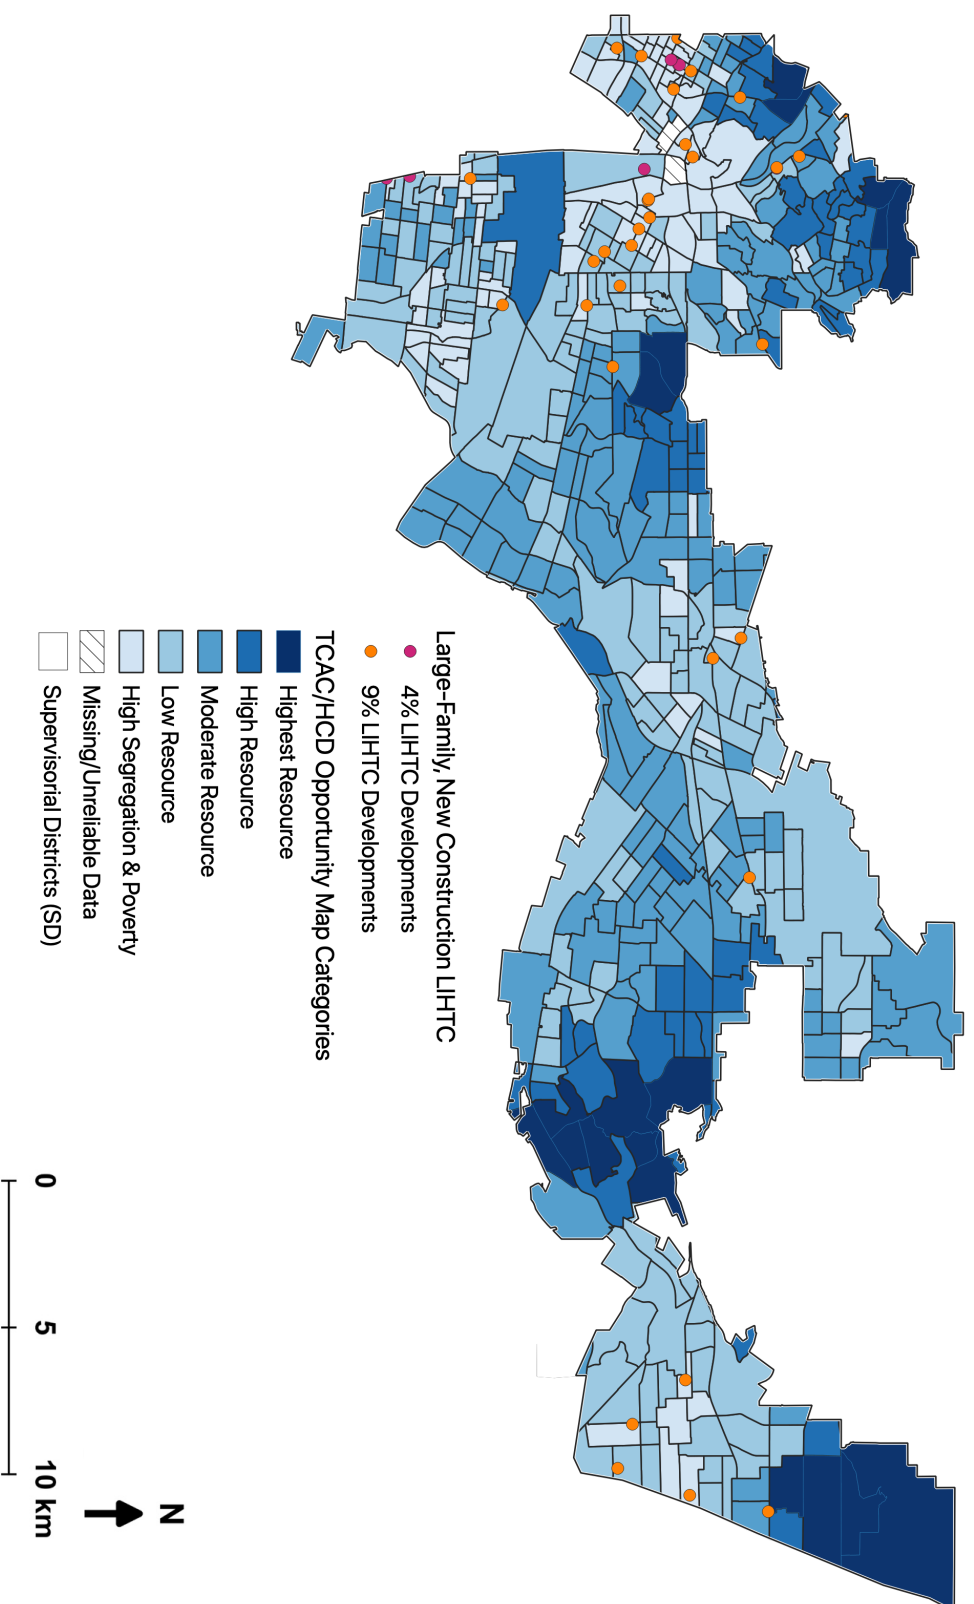 Large-Family, New Construction LIHTC
4% LIHTC Developments
9% LIHTC Developments
TCAC/HCD Opportunity Map Categories
Highest Resource
High Resource
Moderate Resource
Low Resource
High Segregation & Poverty
Missing/Unreliable Data
Supervisorial Districts (SD)
0 5 10 km
N